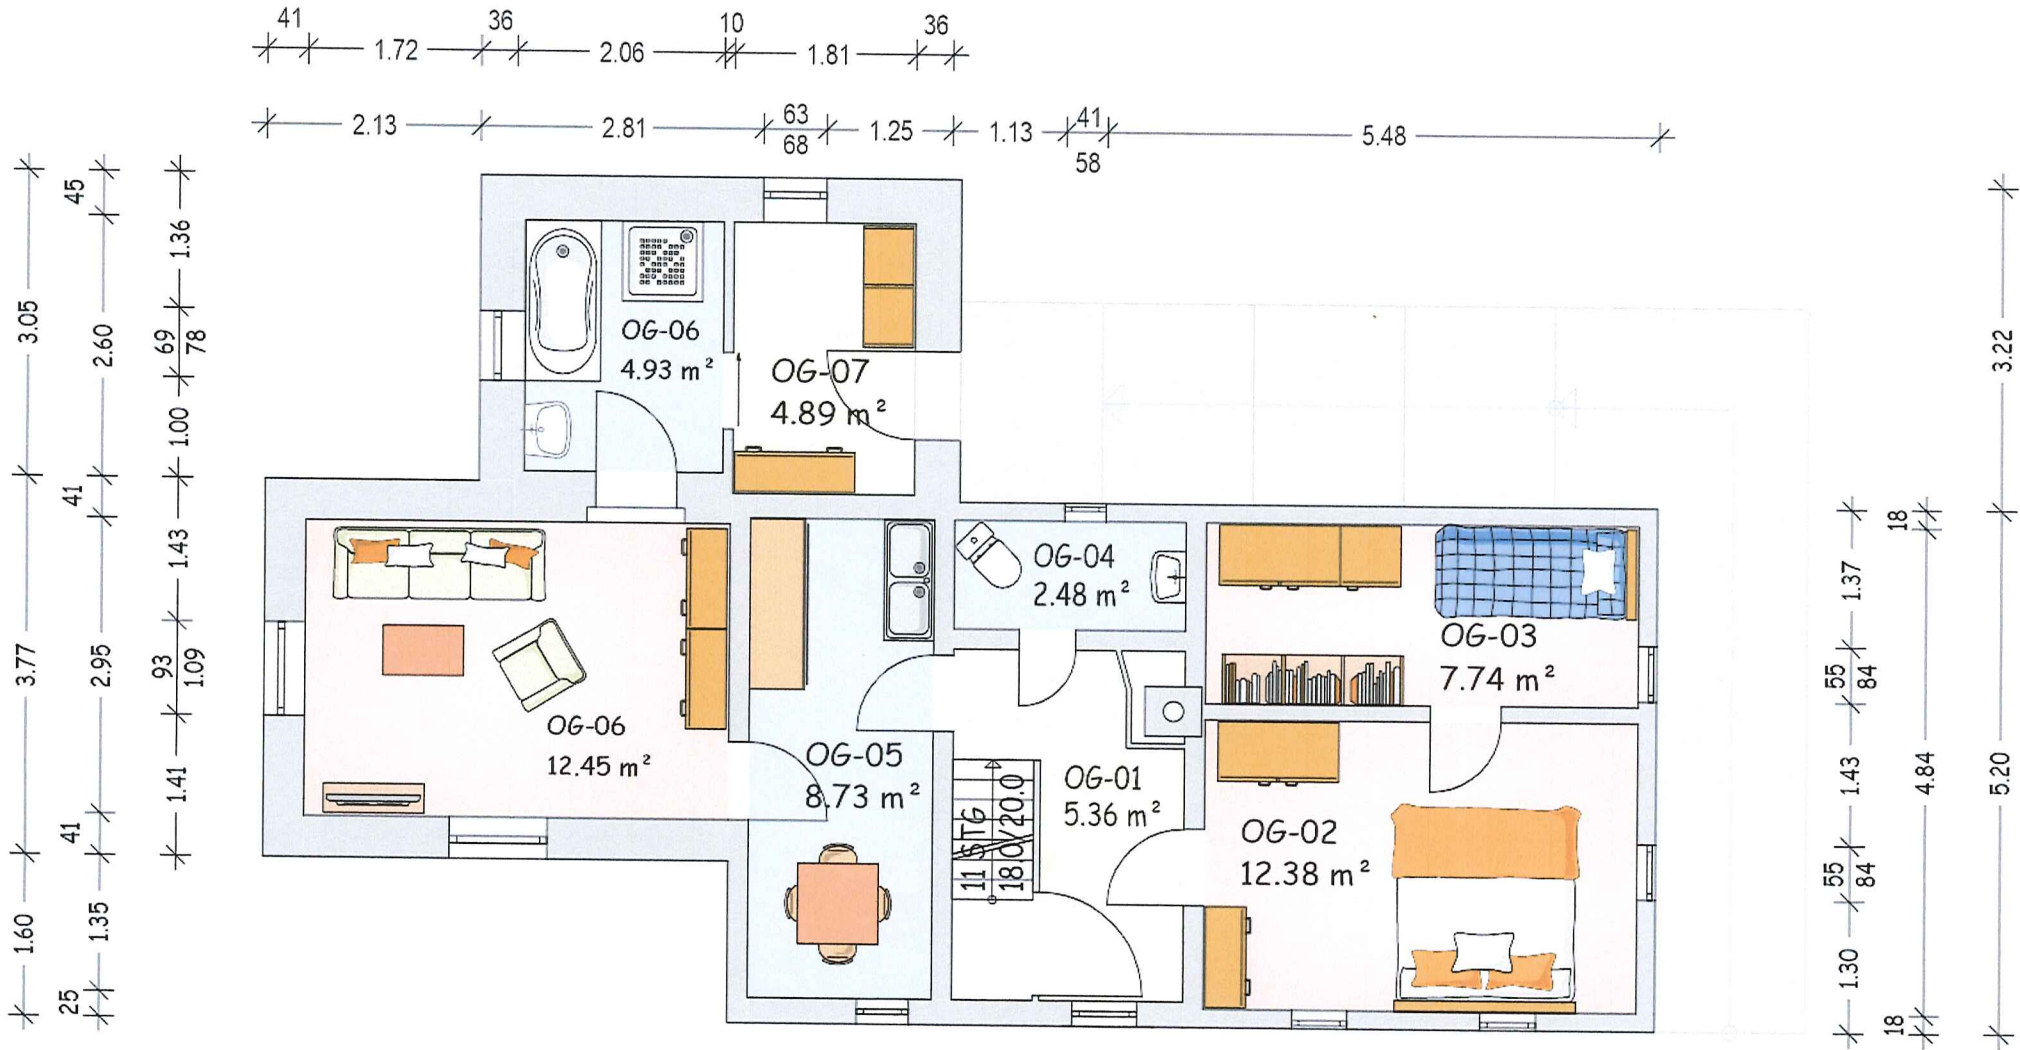 41 36 10 36
1.72 2.06 1.81
2.13 2.81 63 1.25 1.13 41 5.48
68 58
3.05
3.77
1.60
45
2.60
41
2.95
41
1.35
25
1.36
69
78
1.00
1.43
93
1.09
1.41
OG-06
4.93 m²
OG-07
4.89 m²
OG-06
12.45 m²
OG-05
8.73 m²
OG-04
2.48 m²
OG-03
7.74 m²
OG-01
5.36 m²
11 STG
18.0/20.0
OG-02
12.38 m²
1.37
55
84
1.43
55
84
1.30
18
4.84
18
3.22
5.20